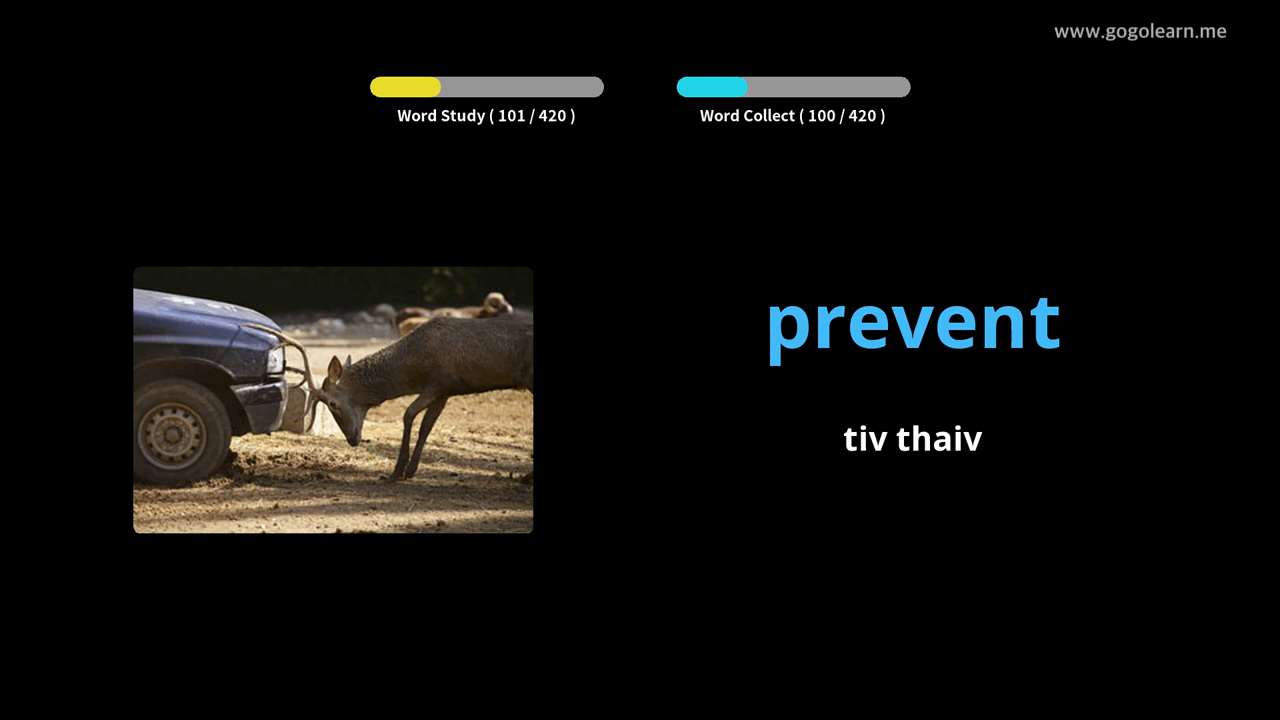 www.gogolearn.me
Word Study ( 101 / 420 )
Word Collect ( 100 / 420 )
prevent
tiv thaiv